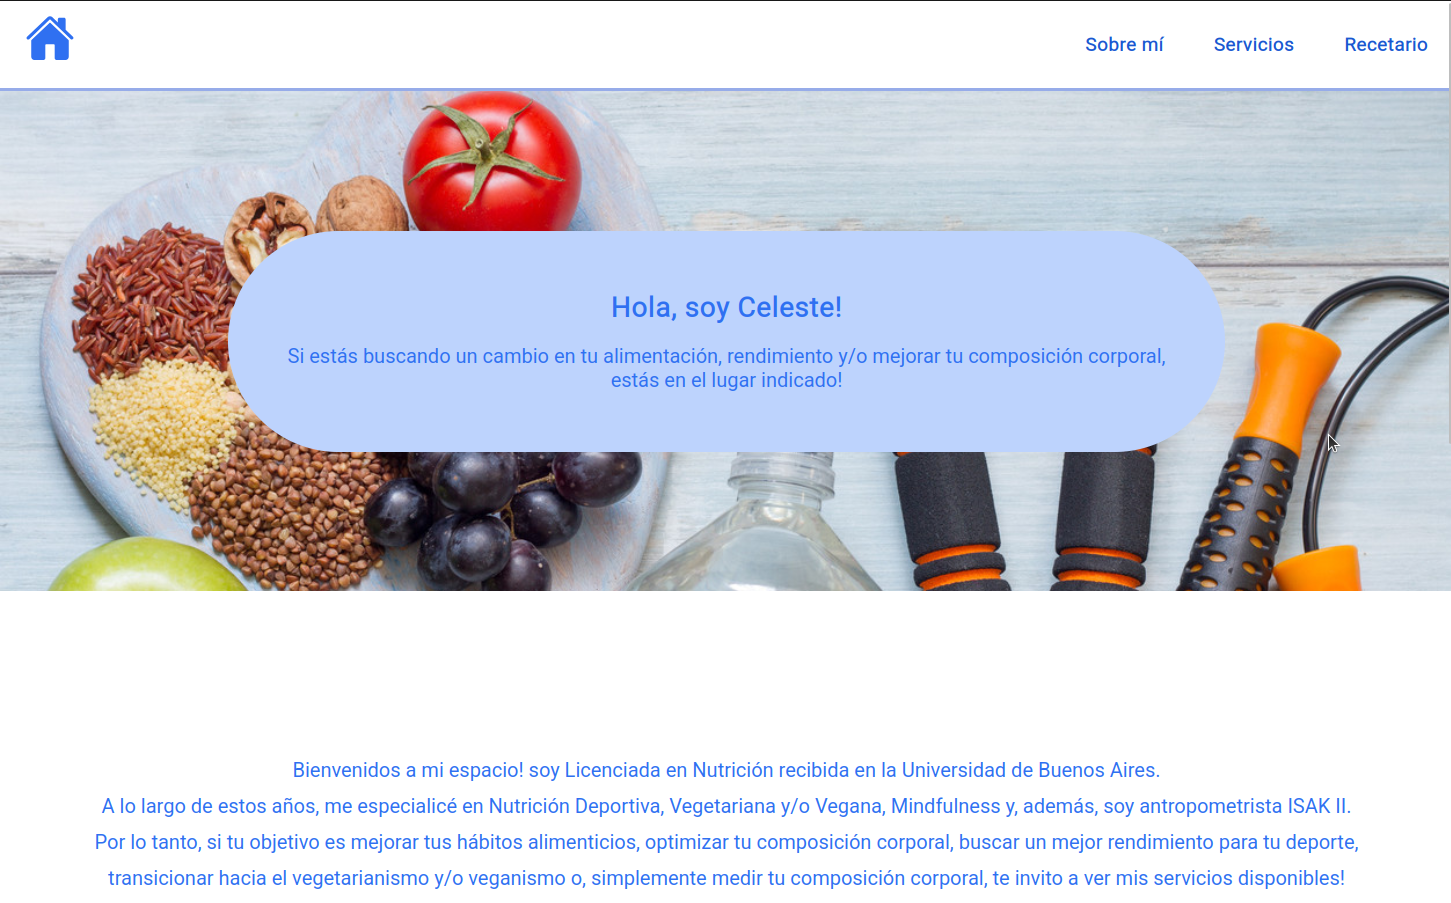 Sobre mí Servicios Recetario
Hola, soy Celeste!
Si estás buscando un cambio en tu alimentación, rendimiento y/o mejorar tu composición corporal,
estás en el lugar indicado!
Bienvenidos a mi espacio! soy Licenciada en Nutrición recibida en la Universidad de Buenos Aires.
A lo largo de estos años, me especialicé en Nutrición Deportiva, Vegetariana y/o Vegana, Mindfulness y, además, soy antropometrista ISAK II.
Por lo tanto, si tu objetivo es mejorar tus hábitos alimenticios, optimizar tu composición corporal, buscar un mejor rendimiento para tu deporte,
transicionar hacia el vegetarianismo y/o veganismo o, simplemente medir tu composición corporal, te invito a ver mis servicios disponibles!